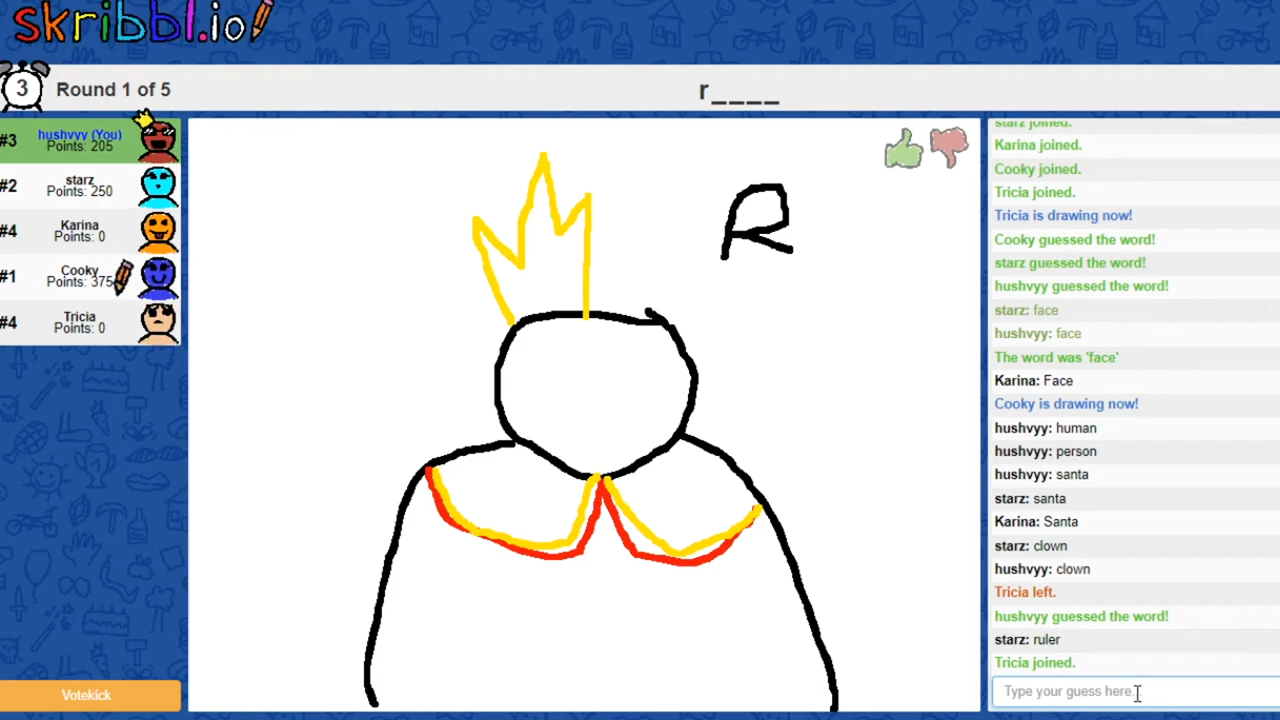 skribbl.io
3
Round 1 of 5
r____
#3
hushvyy (You)
Points: 205
#2
starz
Points: 250
#4
Karina
Points: 0
#1
Cooky
Points: 375
#4
Tricia
Points: 0
Votekick
R
starz joined.
Karina joined.
Cooky joined.
Tricia joined.
Tricia is drawing now!
Cooky guessed the word!
starz guessed the word!
hushvyy guessed the word!
starz: face
hushvyy: face
The word was 'face'
Karina: Face
Cooky is drawing now!
hushvyy: human
hushvyy: person
hushvyy: santa
starz: santa
Karina: Santa
starz: clown
hushvyy: clown
Tricia left.
hushvyy guessed the word!
starz: ruler
Tricia joined.
Type your guess here.